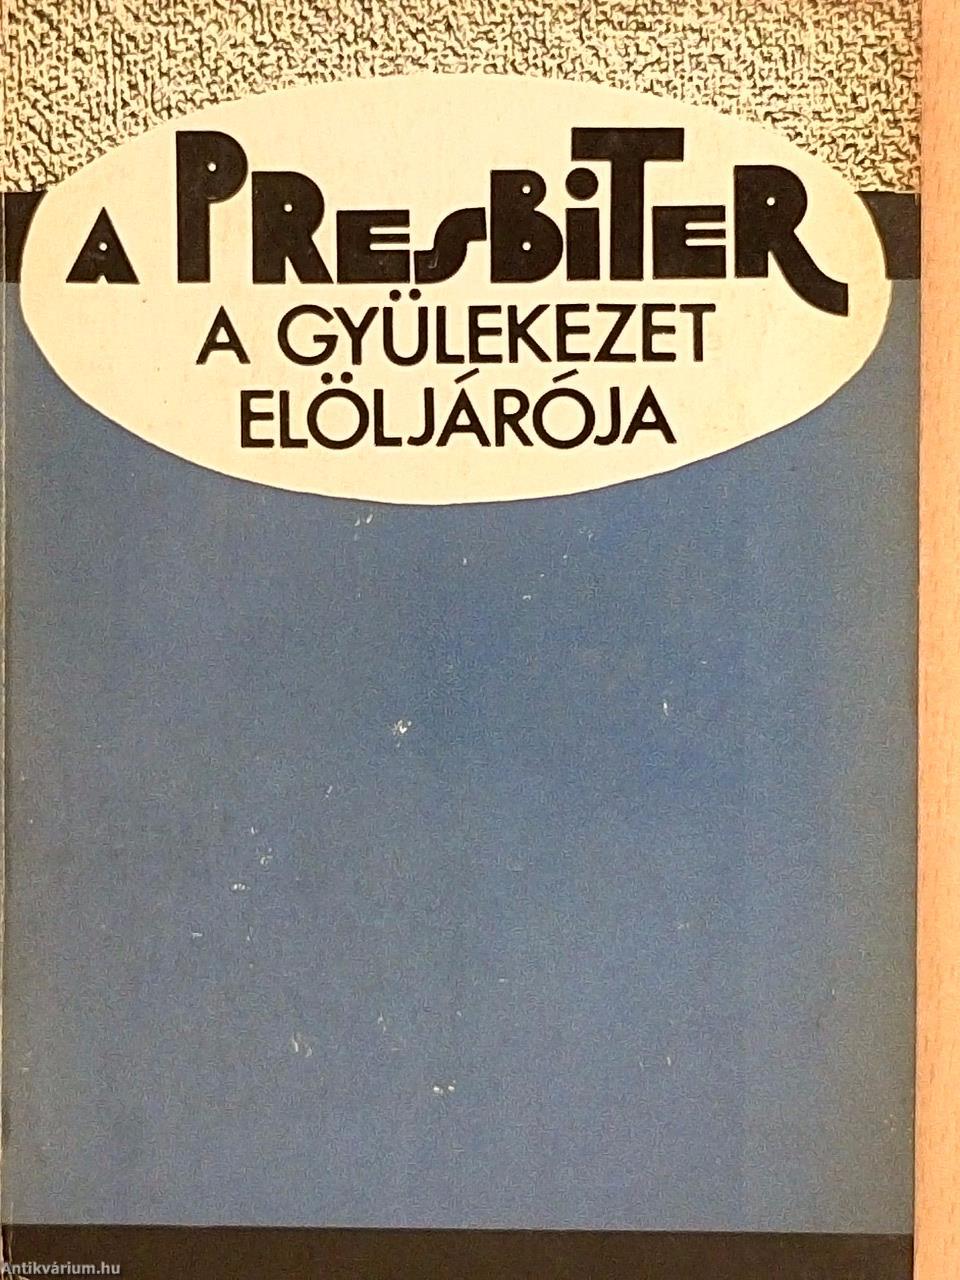 A PRESBiTER
A GYÜLEKEZET
ELÖLJÁRÓJA
Antikvárium.hu